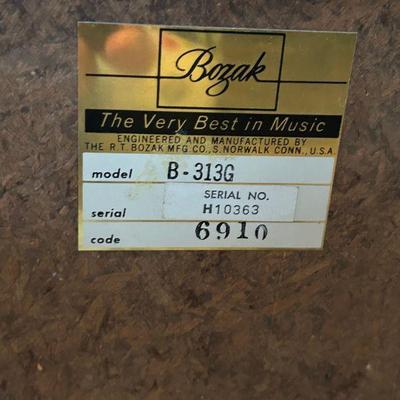 Bozak
The Very Best in Music
ENGINEERED AND MANUFACTURED BY
THE R.T. BOZAK MFG CO., S. NORWALK CONN., U.S.A.
model B-313G
SERIAL NO.
serial H10363
code 6910